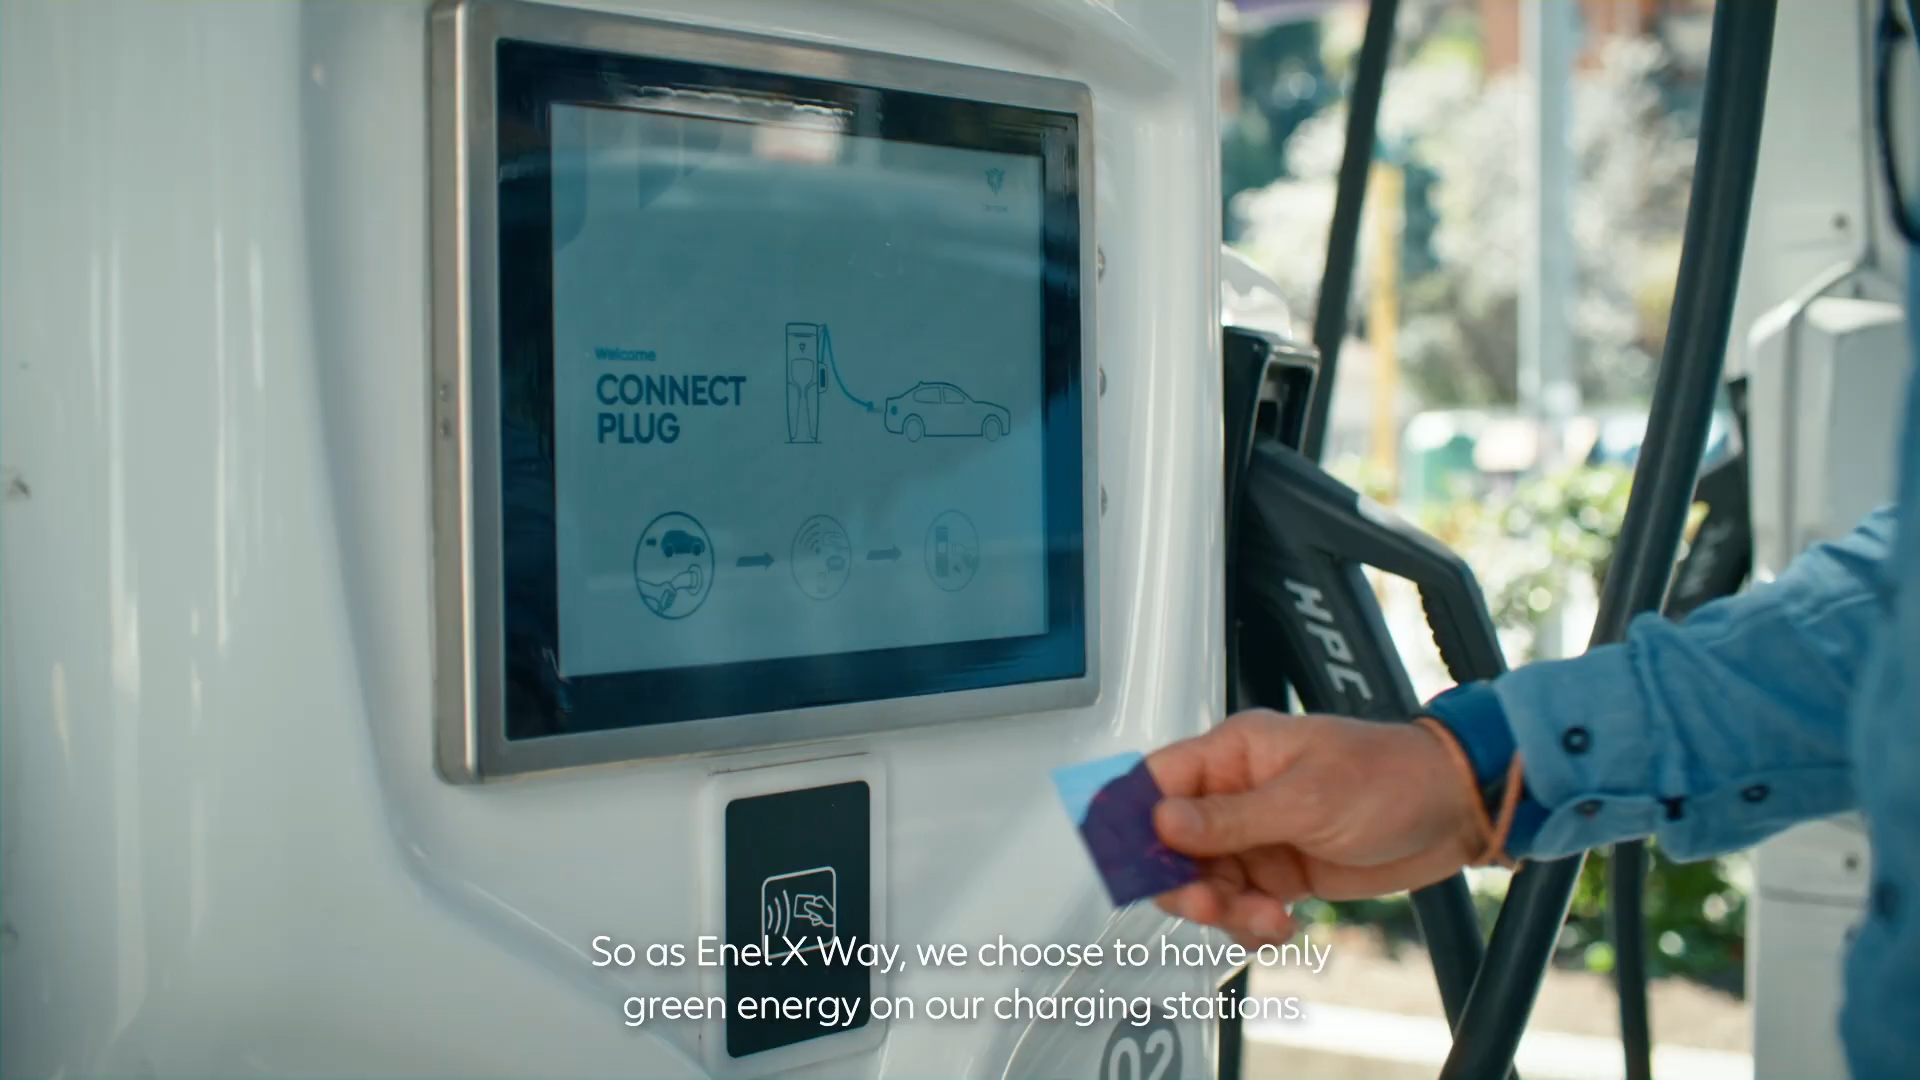 Welcome
CONNECT
PLUG
HPC
So as Enel X Way, we choose to have only
green energy on our charging stations.
02